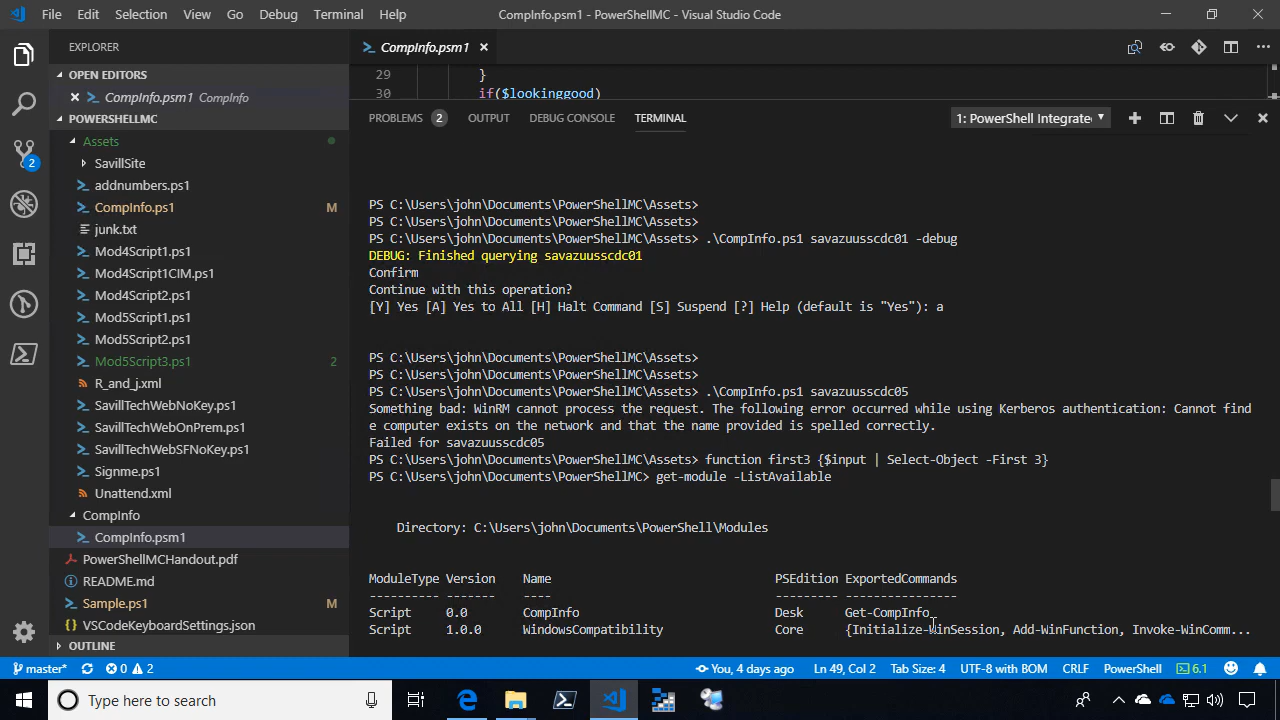 File Edit Selection View Go Debug Terminal Help CompInfo.psm1 - PowerShellMC - Visual Studio Code
EXPLORER
OPEN EDITORS
CompInfo.psm1 CompInfo
POWERSHELLMC
Assets
SavillSite
addnumbers.ps1
CompInfo.ps1 M
junk.txt
Mod4Script1.ps1
Mod4Script1CIM.ps1
Mod4Script2.ps1
Mod5Script1.ps1
Mod5Script2.ps1
Mod5Script3.ps1 2
R_and_j.xml
SavillTechWebNoKey.ps1
SavillTechWebOnPrem.ps1
SavillTechWebSFNoKey.ps1
Signme.ps1
Unattend.xml
CompInfo
CompInfo.psm1
PowerShellMCHandout.pdf
README.md
Sample.ps1 M
VSCodeKeyboardSettings.json
OUTLINE
CompInfo.psm1
29 }
30 if($lookinggood)
PROBLEMS 2 OUTPUT DEBUG CONSOLE TERMINAL 1: PowerShell Integrate
PS C:\Users\john\Documents\PowerShellMC\Assets>
PS C:\Users\john\Documents\PowerShellMC\Assets>
PS C:\Users\john\Documents\PowerShellMC\Assets> .\CompInfo.ps1 savazuusscdc01 -debug
DEBUG: Finished querying savazuusscdc01
Confirm
Continue with this operation?
[Y] Yes [A] Yes to All [H] Halt Command [S] Suspend [?] Help (default is "Yes"): a
PS C:\Users\john\Documents\PowerShellMC\Assets>
PS C:\Users\john\Documents\PowerShellMC\Assets>
PS C:\Users\john\Documents\PowerShellMC\Assets> .\CompInfo.ps1 savazuusscdc05
Something bad: WinRM cannot process the request. The following error occurred while using Kerberos authentication: Cannot find
e computer exists on the network and that the name provided is spelled correctly.
Failed for savazuusscdc05
PS C:\Users\john\Documents\PowerShellMC\Assets> function first3 {$input | Select-Object -First 3}
PS C:\Users\john\Documents\PowerShellMC\Assets> get-module -ListAvailable
Directory: C:\Users\john\Documents\PowerShell\Modules
ModuleType Version Name PSEdition ExportedCommands
---------- ------- ---- --------- ----------------
Script 0.0 CompInfo Desk Get-CompInfo
Script 1.0.0 WindowsCompatibility Core {Initialize-WinSession, Add-WinFunction, Invoke-WinComm...
master* 0 2 You, 4 days ago Ln 49, Col 2 Tab Size: 4 UTF-8 with BOM CRLF PowerShell 6.1
Type here to search